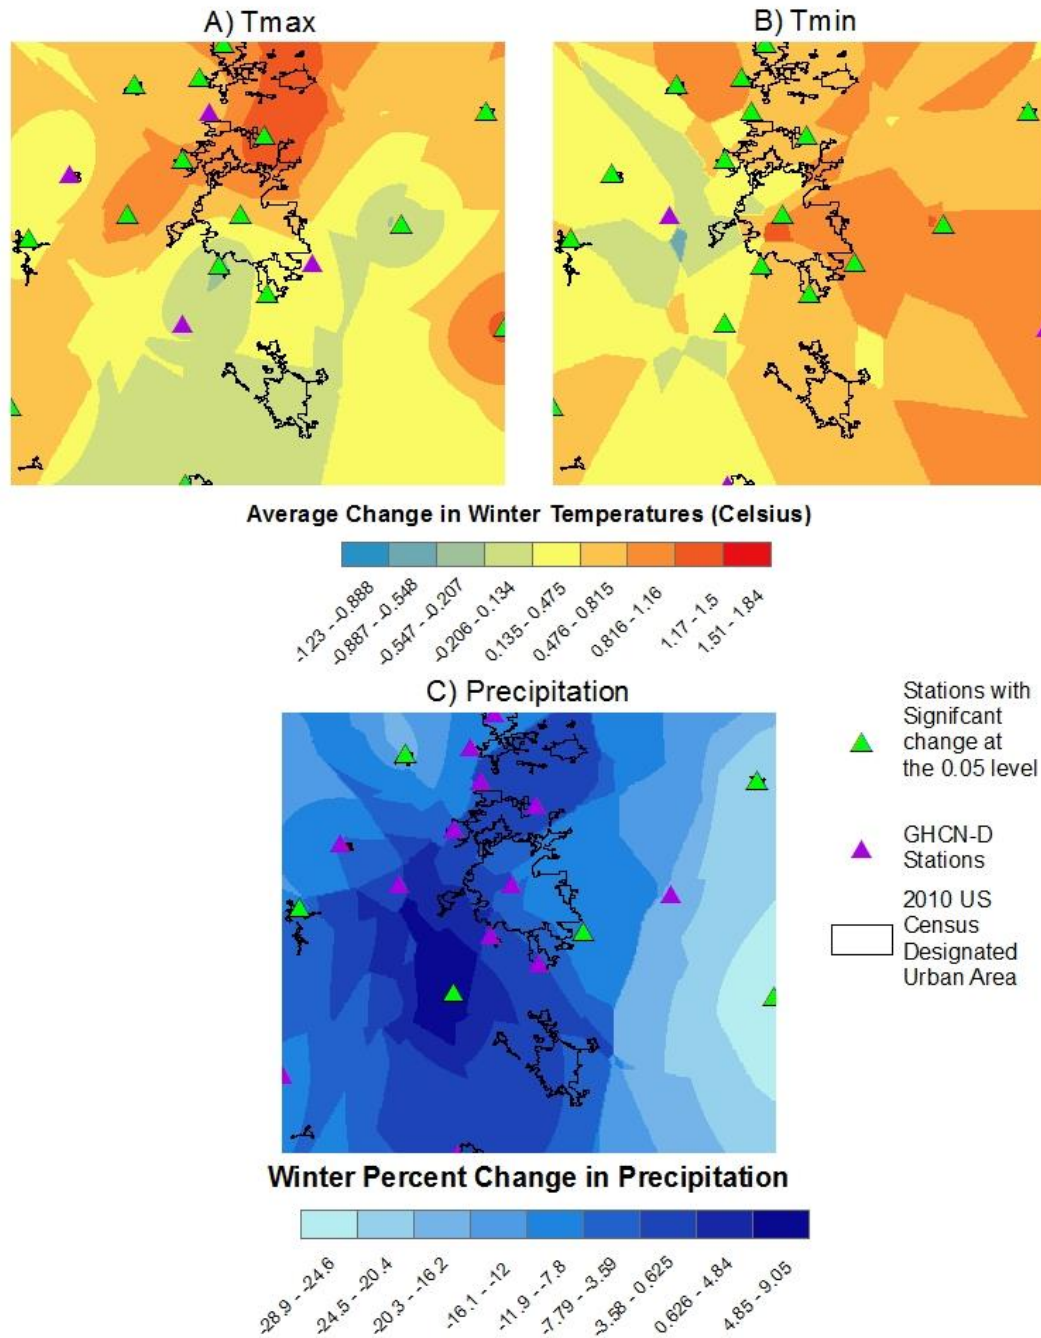 A) Tmax
B) Tmin
Average Change in Winter Temperatures (Celsius)
-1.23 - -0.888
-0.887 - -0.548
-0.547 - -0.207
-0.206 - 0.134
0.135 - 0.475
0.476 - 0.815
0.816 - 1.16
1.17 - 1.5
1.51 - 1.84
C) Precipitation
Stations with
Signifcant
change at
the 0.05 level
GHCN-D
Stations
2010 US
Census
Designated
Urban Area
Winter Percent Change in Precipitation
-28.9 - -24.6
-24.5 - -20.4
-20.3 - -16.2
-16.1 - -12
-11.9 - -7.8
-7.79 - -3.59
-3.58 - 0.625
0.626 - 4.84
4.85 - 9.05